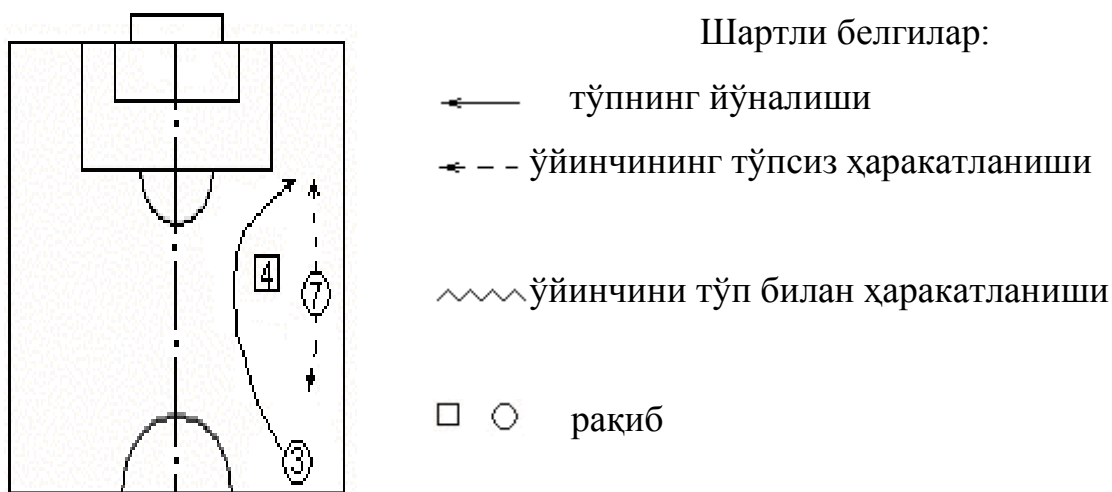 Шартли белгилар:
тўпнинг йўналиши
ўйинчининг тўпсиз ҳаракатланиши
4
7
ўйинчини тўп билан ҳаракатланиши
рақиб
3